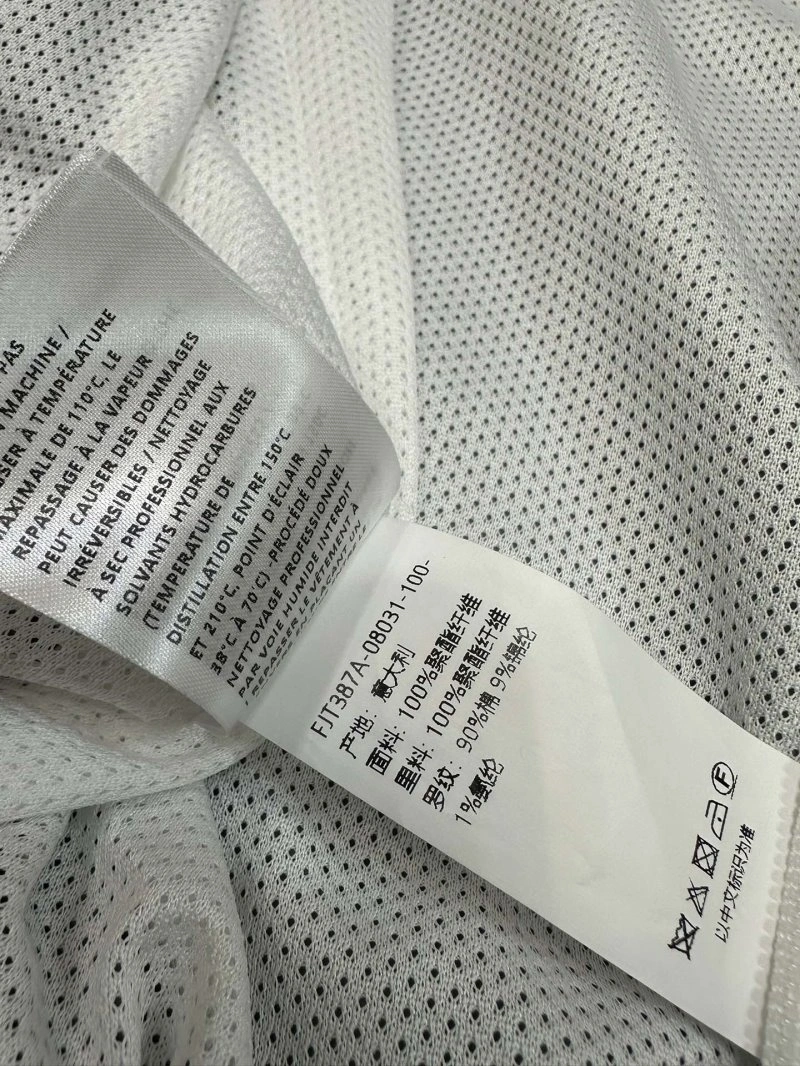 PAS
MACHINE /
À TEMPÉRATURE
MAXIMALE DE 110°C, LE
REPASSAGE À LA VAPEUR
PEUT CAUSER DES DOMMAGES
IRRÉVERSIBLES / NETTOYAGE
À SEC PROFESSIONNEL AUX
SOLVANTS HYDROCARBURES
(TEMPÉRATURE DE
DISTILLATION ENTRE 150°C
ET 210°C, POINT D'ÉCLAIR
38°C À 70°C) -PROCÉDÉ DOUX
NETTOYAGE PROFESSIONNEL
PAR VOIE HUMIDE INTERDIT
REPASSER LE VÊTEMENT À
FJT387A-08031-100-
产地: 意大利
面料: 100%聚酯纤维
里料: 100%聚酯纤维
罗纹: 90%棉 9%锦纶
1%氨纶
F
以中文标识为准